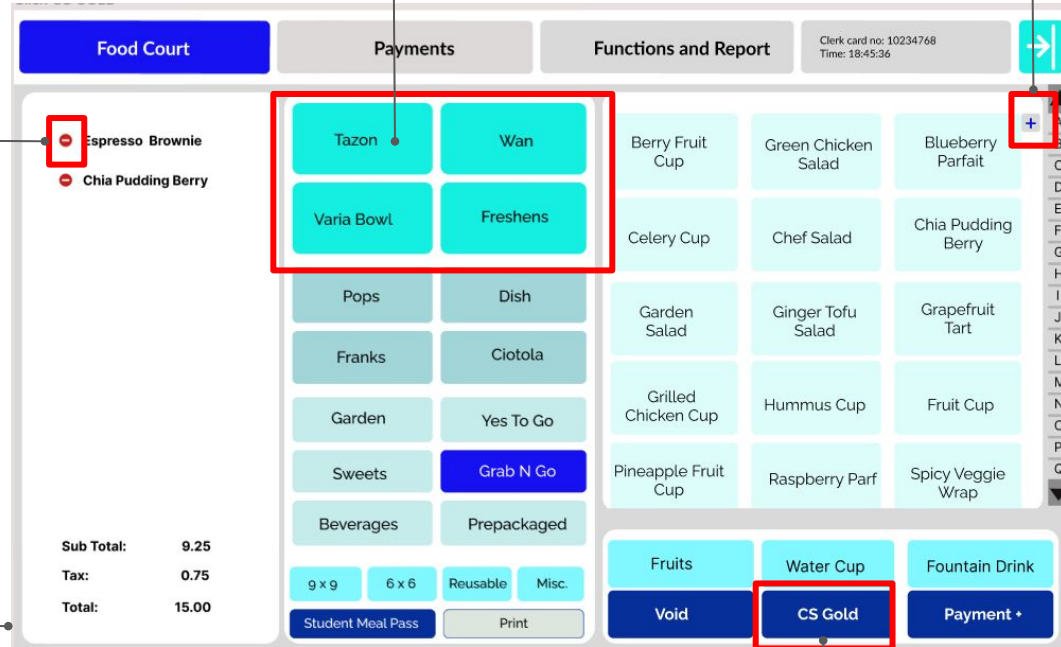 Food Court
Payments
Functions and Report
Clerk card no: 10234768
Time: 18:45:36
Espresso Brownie
Chia Pudding Berry
Sub Total: 9.25
Tax: 0.75
Total: 15.00
Tazon
Wan
Varia Bowl
Freshens
Pops
Dish
Franks
Ciotola
Garden
Yes To Go
Sweets
Grab N Go
Beverages
Prepackaged
9 x 9
6 x 6
Reusable
Misc.
Student Meal Pass
Print
+
Berry Fruit
Cup
Green Chicken
Salad
Blueberry
Parfait
Celery Cup
Chef Salad
Chia Pudding
Berry
Garden
Salad
Ginger Tofu
Salad
Grapefruit
Tart
Grilled
Chicken Cup
Hummus Cup
Fruit Cup
Pineapple Fruit
Cup
Raspberry Parf
Spicy Veggie
Wrap
Fruits
Water Cup
Fountain Drink
Void
CS Gold
Payment +
E
F
H
I
J
K
L
N
P